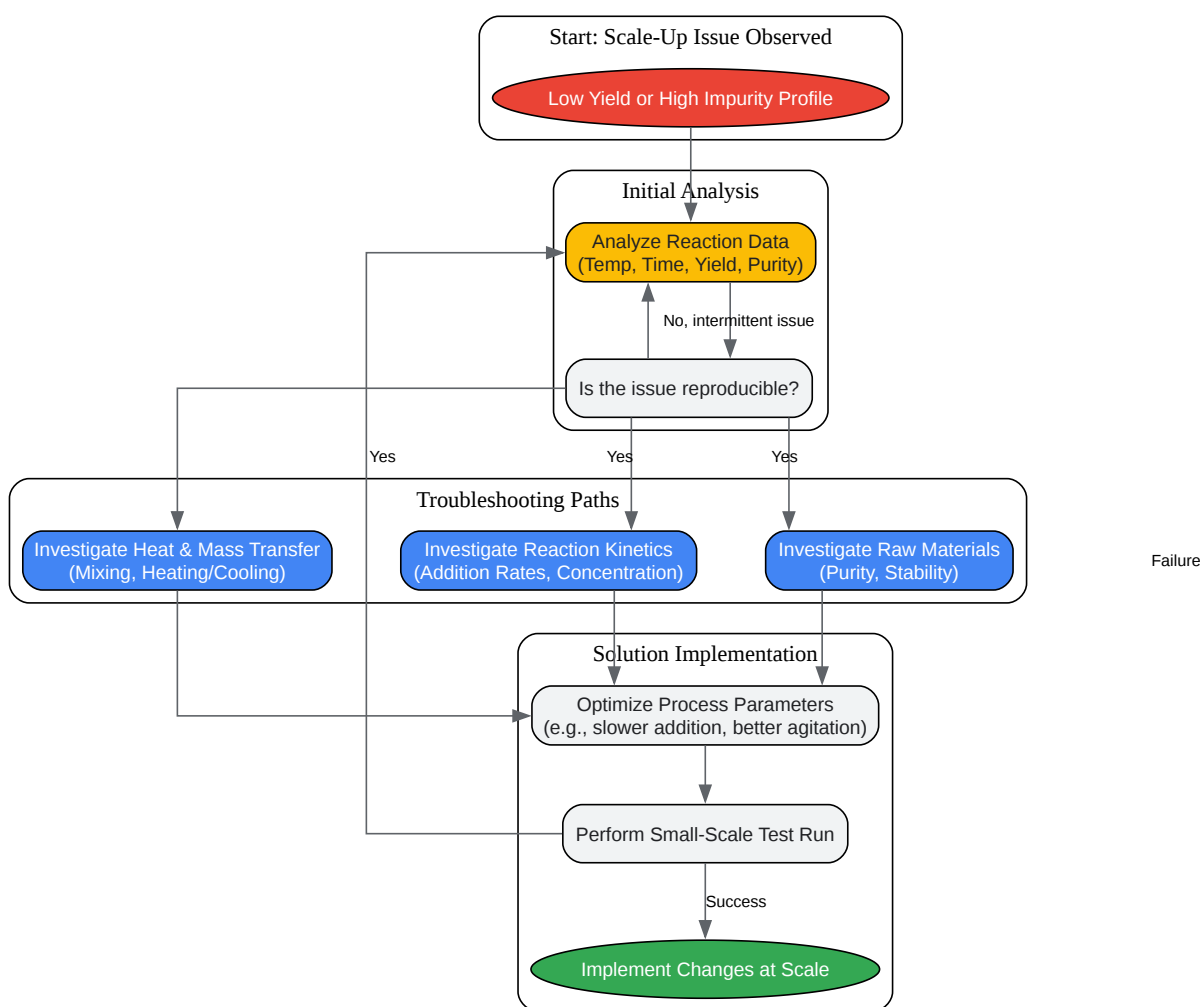 Start: Scale-Up Issue Observed
Low Yield or High Impurity Profile
Initial Analysis
Analyze Reaction Data
(Temp, Time, Yield, Purity)
No, intermittent issue
Is the issue reproducible?
Yes
Yes
Yes
Troubleshooting Paths
Investigate Heat & Mass Transfer
(Mixing, Heating/Cooling)
Investigate Reaction Kinetics
(Addition Rates, Concentration)
Investigate Raw Materials
(Purity, Stability)
Failure
Solution Implementation
Optimize Process Parameters
(e.g., slower addition, better agitation)
Perform Small-Scale Test Run
Success
Implement Changes at Scale